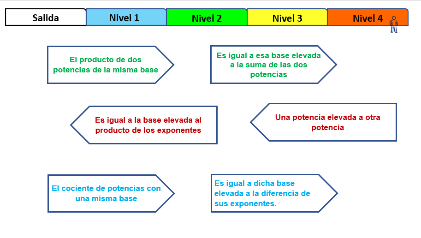 Salida
Nivel 1
Nivel 2
Nivel 3
Nivel 4
El producto de dos
potencias de la misma base
Es igual a esa base elevada
a la suma de las dos
potencias
Es igual a la base elevada al
producto de los exponentes
Una potencia elevada a otra
potencia
El cociente de potencias con
una misma base
Es igual a dicha base
elevada a la diferencia de
sus exponentes.